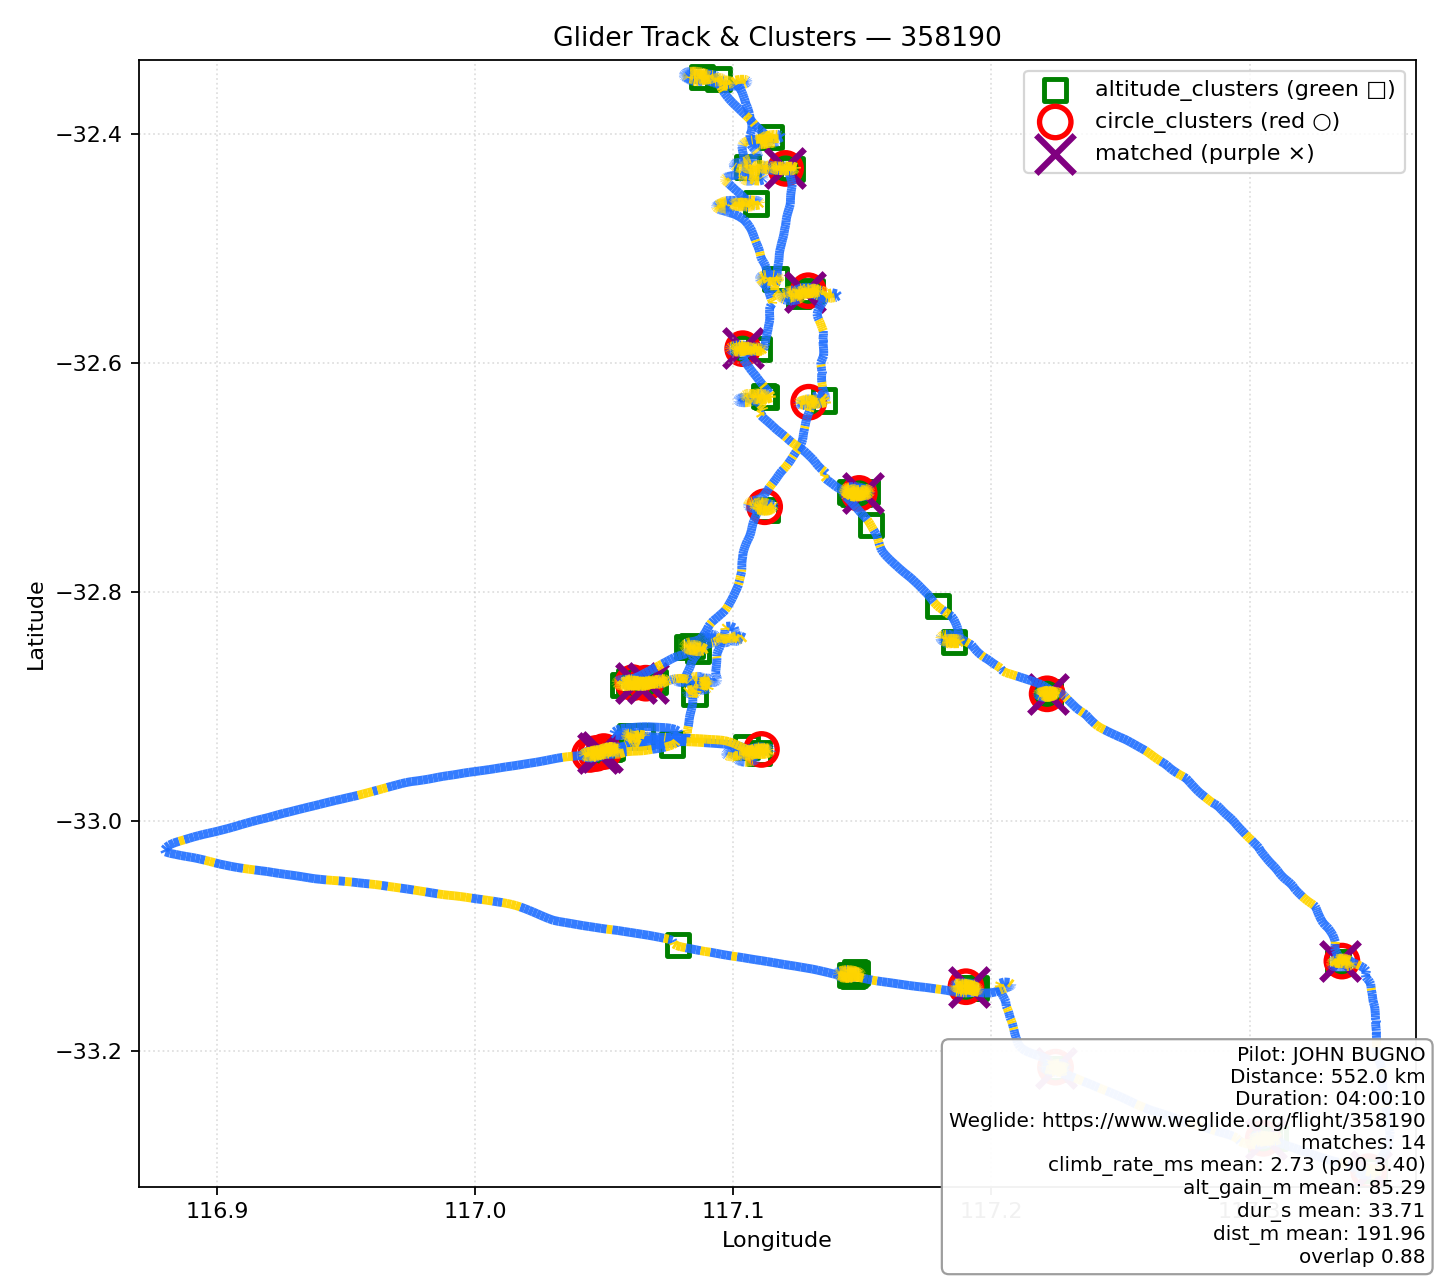 Glider Track & Clusters — 358190
altitude_clusters (green □)
circle_clusters (red ○)
matched (purple ×)
Latitude
−32.4
−32.6
−32.8
−33.0
−33.2
116.9
117.0
117.1
117.2
Longitude
Pilot: JOHN BUGNO
Distance: 552.0 km
Duration: 04:00:10
Weglide: https://www.weglide.org/flight/358190
matches: 14
climb_rate_ms mean: 2.73 (p90 3.40)
alt_gain_m mean: 85.29
dur_s mean: 33.71
dist_m mean: 191.96
overlap 0.88